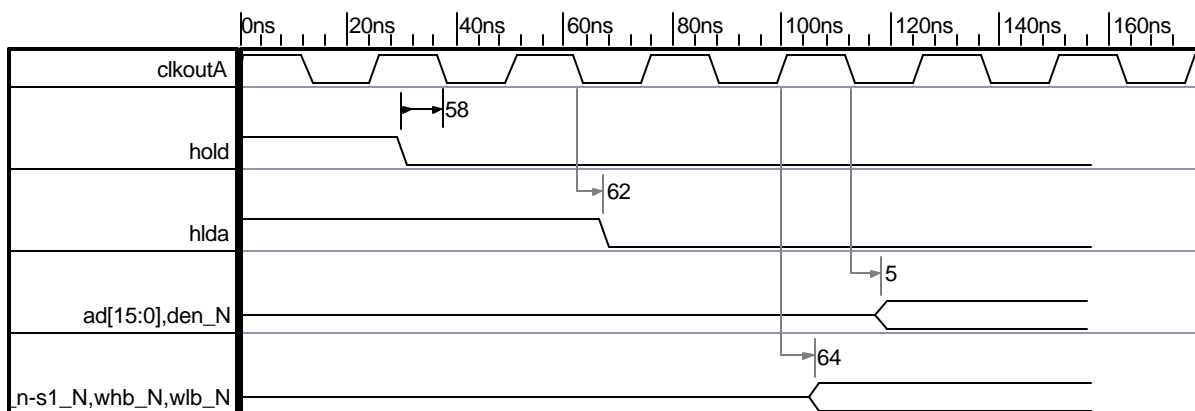 0ns 20ns 40ns 60ns 80ns 100ns 120ns 140ns 160ns
clkoutA
58
hold
62
hlda
5
ad[15:0],den_N
64
_n-s1_N,whb_N,wlb_N